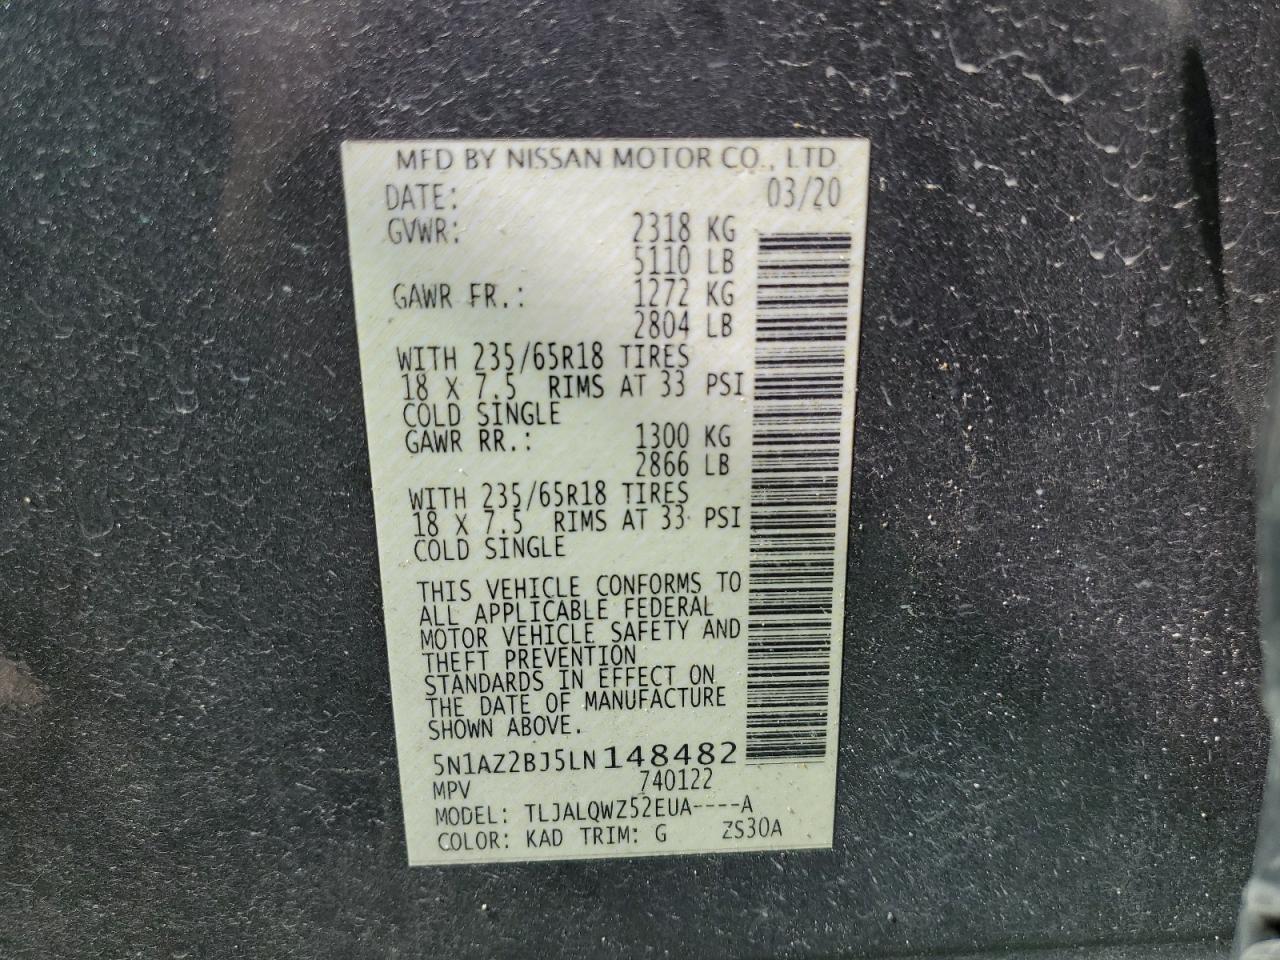 MFD BY NISSAN MOTOR CO., LTD.
DATE: 03/20
GVWR: 2318 KG
5110 LB
GAWR FR.: 1272 KG
2804 LB
WITH 235/65R18 TIRES
18 X 7.5 RIMS AT 33 PSI
COLD SINGLE
GAWR RR.: 1300 KG
2866 LB
WITH 235/65R18 TIRES
18 X 7.5 RIMS AT 33 PSI
COLD SINGLE
THIS VEHICLE CONFORMS TO
ALL APPLICABLE FEDERAL
MOTOR VEHICLE SAFETY AND
THEFT PREVENTION
STANDARDS IN EFFECT ON
THE DATE OF MANUFACTURE
SHOWN ABOVE.
5N1AZ2BJ5LN148482
MPV 740122
MODEL: TLJALQWZ52EUA----A
COLOR: KAD TRIM: G ZS30A